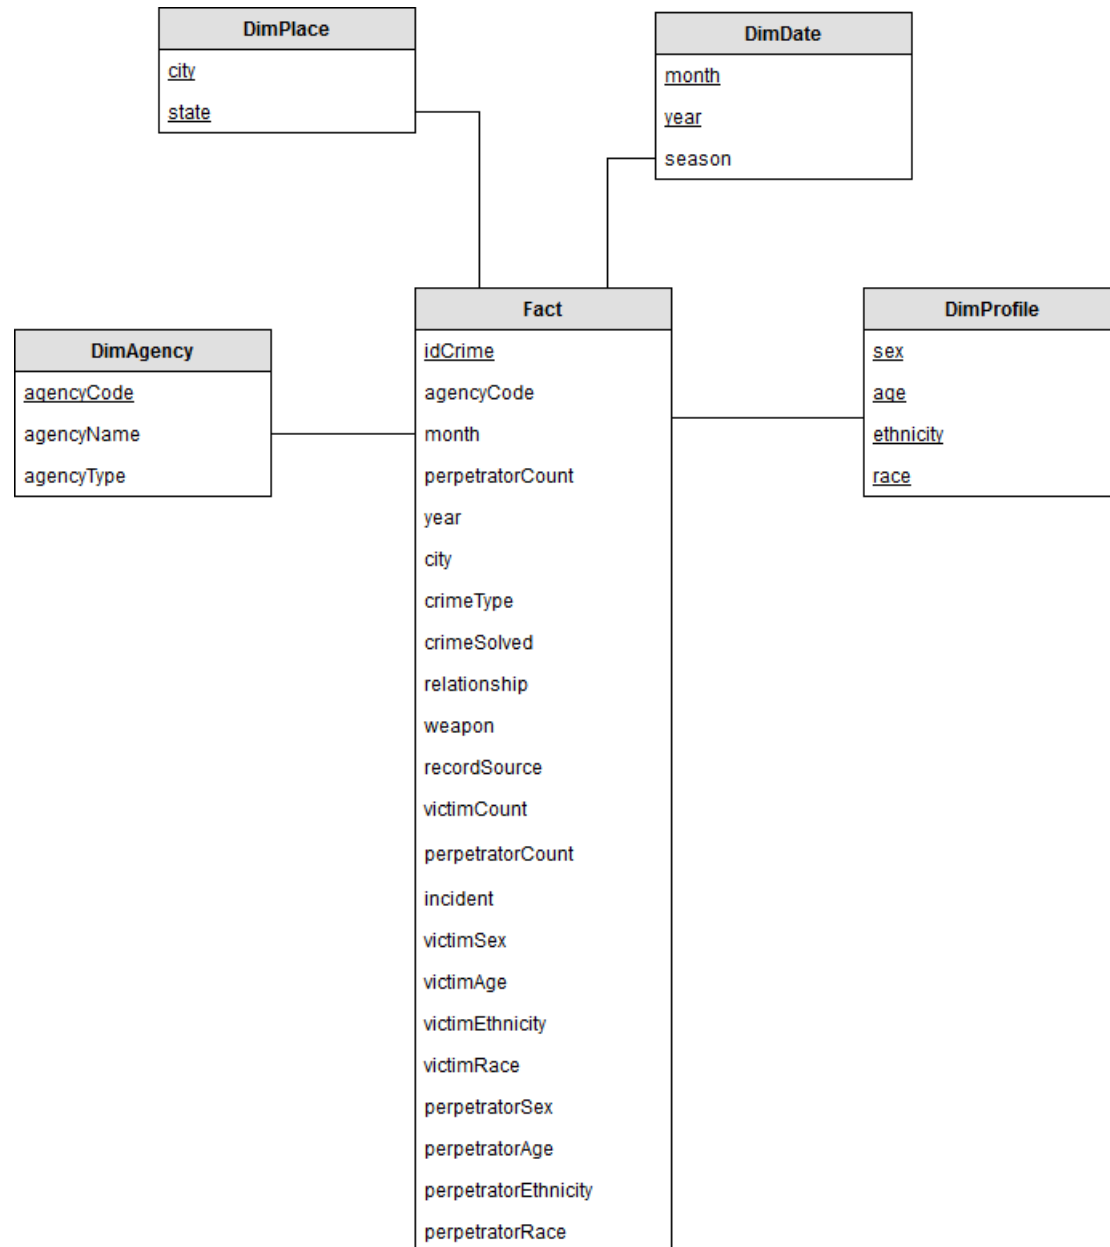 DimPlace
city
state
DimDate
month
year
season
DimAgency
agencyCode
agencyName
agencyType
Fact
idCrime
agencyCode
month
perpetratorCount
year
city
crimeType
crimeSolved
relationship
weapon
recordSource
victimCount
perpetratorCount
incident
victimSex
victimAge
victimEthnicity
victimRace
perpetratorSex
perpetratorAge
perpetratorEthnicity
perpetratorRace
DimProfile
sex
age
ethnicity
race